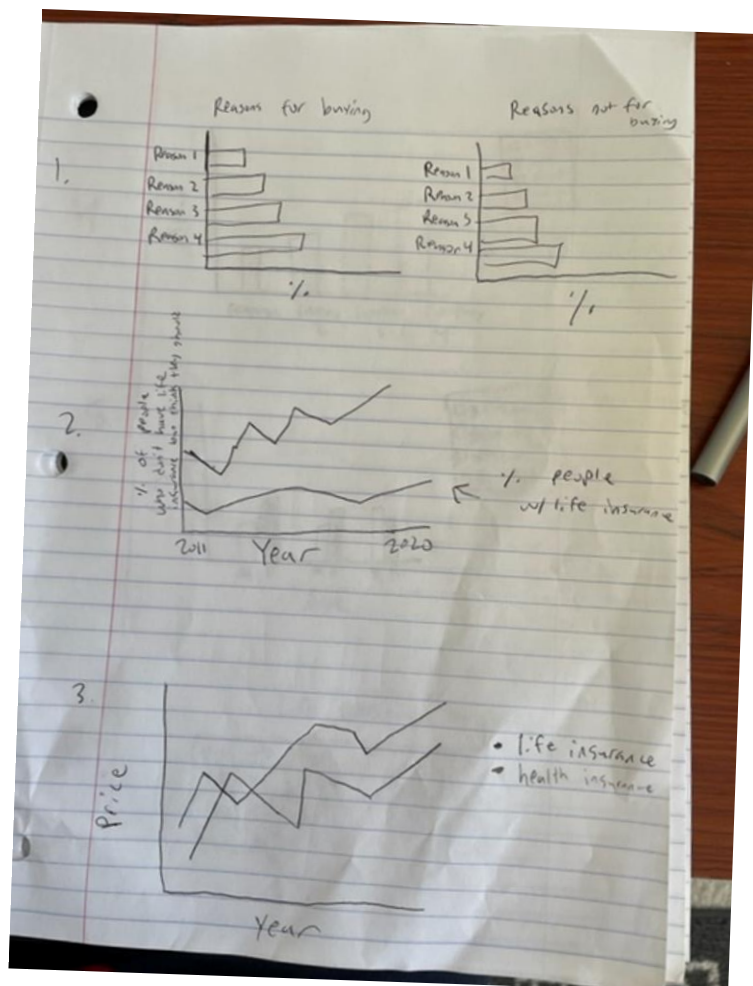 Reasons for buying
Reasons not for
buying
1.
Reason 1
Reason 2
Reason 3
Reason 4
%
Reason 1
Reason 2
Reason 3
Reason 4
%
2.
% of people
who don't have life
insurance but think they should
% people
w/ life insurance
2011
Year
2020
3.
Price
• life insurance
• health insurance
Year